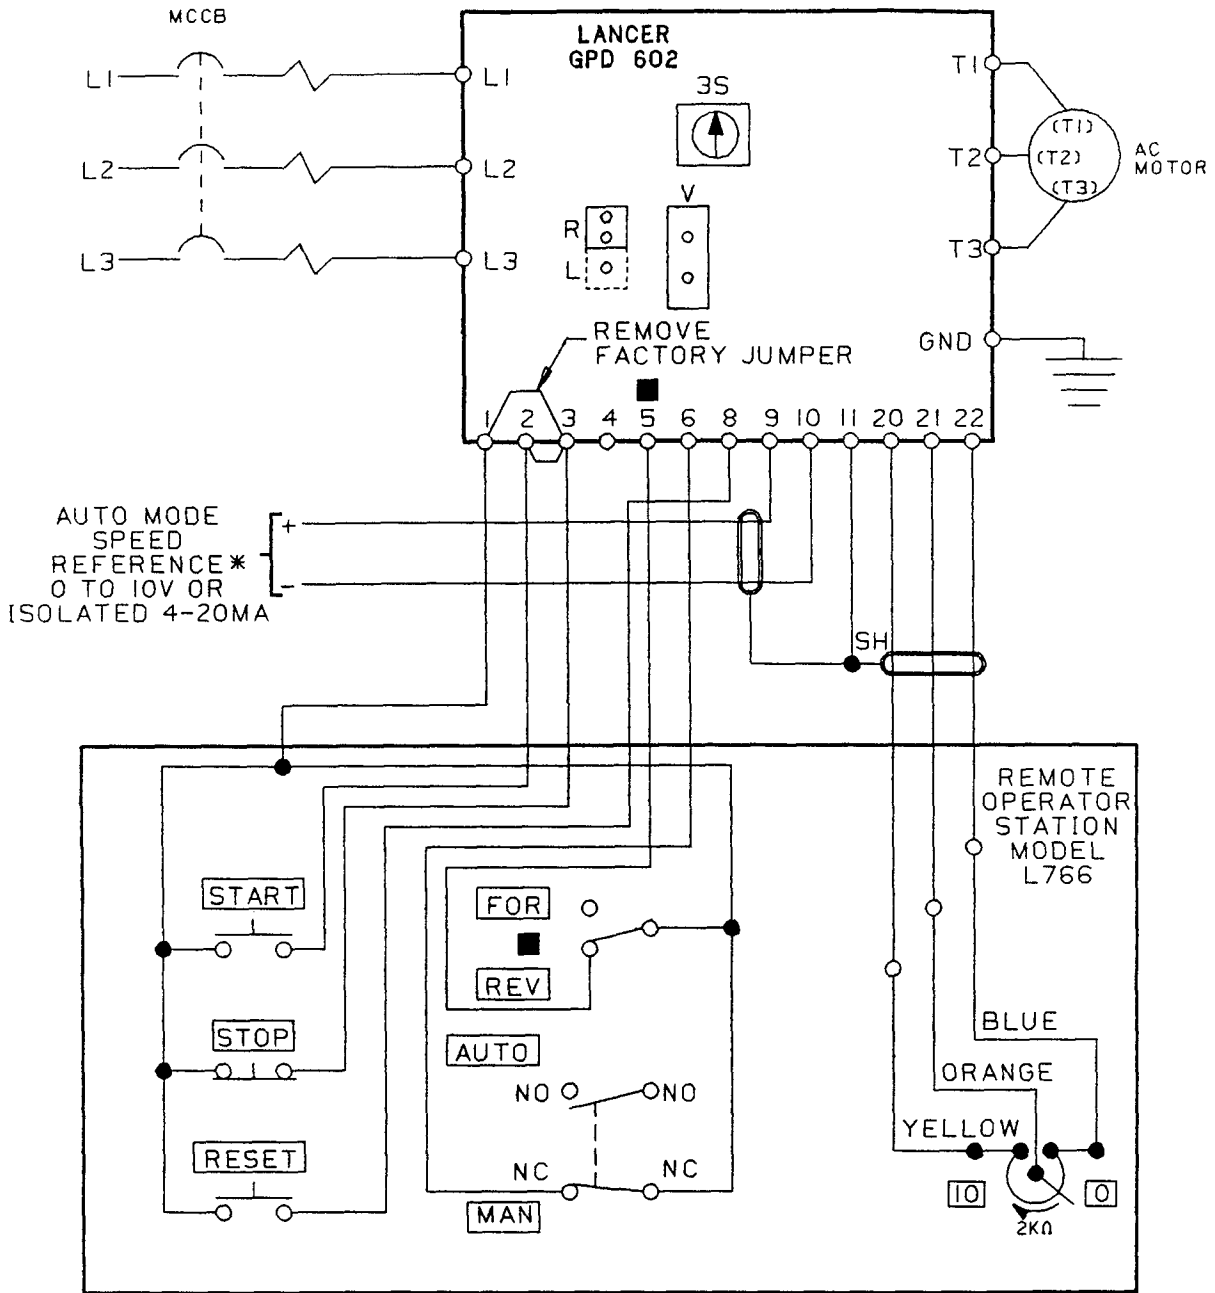 MCCB
LANCER
GPD 602
3S
L1
L1
T1
(T1)
L2
L2
T2
(T2)
AC
MOTOR
V
(T3)
R
L3
L3
L
T3
REMOVE
FACTORY JUMPER
GND
1 2 3 4 5 6 8 9 10 11 20 21 22
AUTO MODE
SPEED
REFERENCE*
0 TO 10V OR
ISOLATED 4-20MA
+
-
SH
REMOTE
OPERATOR
STATION
MODEL
L766
START
FOR
REV
STOP
BLUE
AUTO
ORANGE
NO NO
YELLOW
RESET
NC NC
MAN
10
0
2KΩ